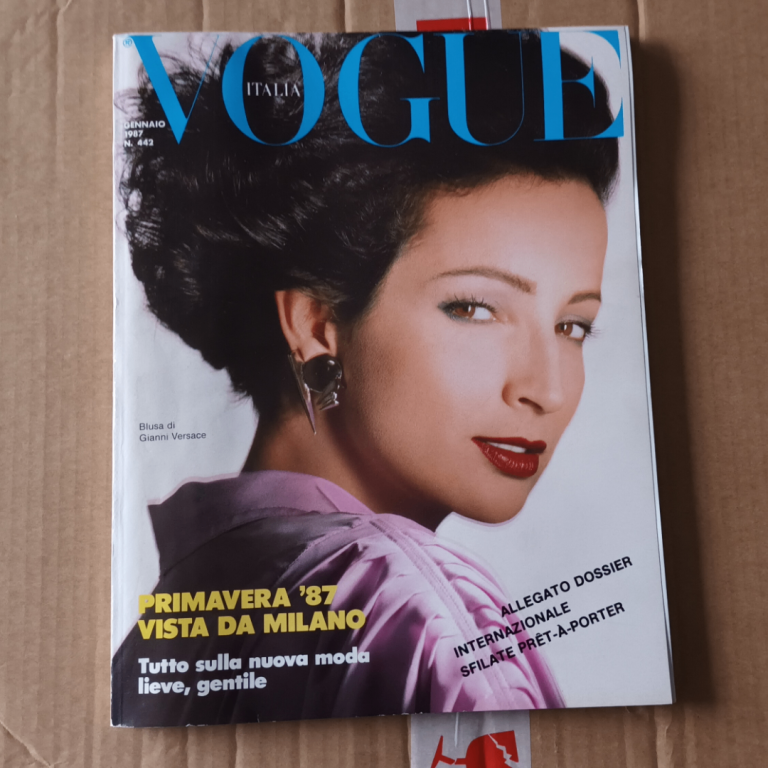 VOGUE
ITALIA
GENNAIO
1987
N. 442
Blusa di
Gianni Versace
PRIMAVERA '87
VISTA DA MILANO
Tutto sulla nuova moda
lieve, gentile
ALLEGATO DOSSIER
INTERNAZIONALE
SFILATE PRÊT-À-PORTER